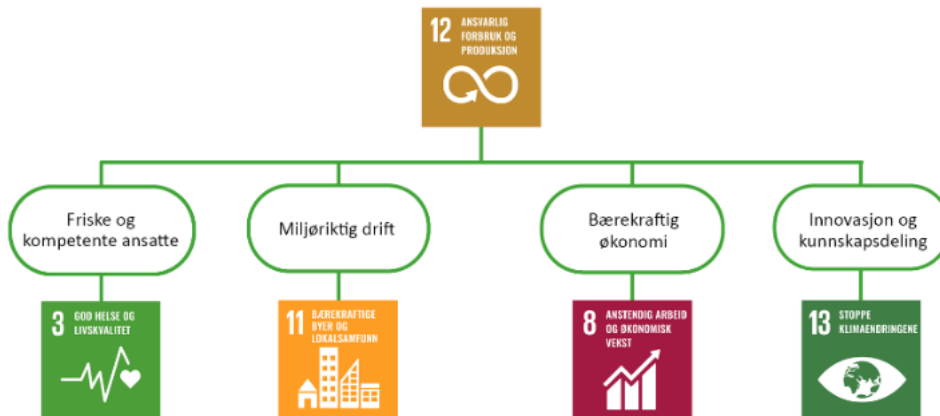 12 ANSVARLIG
FORBRUK OG
PRODUKSJON
Friske og
kompetente ansatte
Miljøriktig drift
Bærekraftig
økonomi
Innovasjon og
kunnskapsdeling
3 GOD HELSE OG
LIVSKVALITET
11 BÆREKRAFTIGE
BYER OG
LOKALSAMFUNN
8 ANSTENDIG ARBEID
OG ØKONOMISK
VEKST
13 STOPPE
KLIMAENDRINGENE